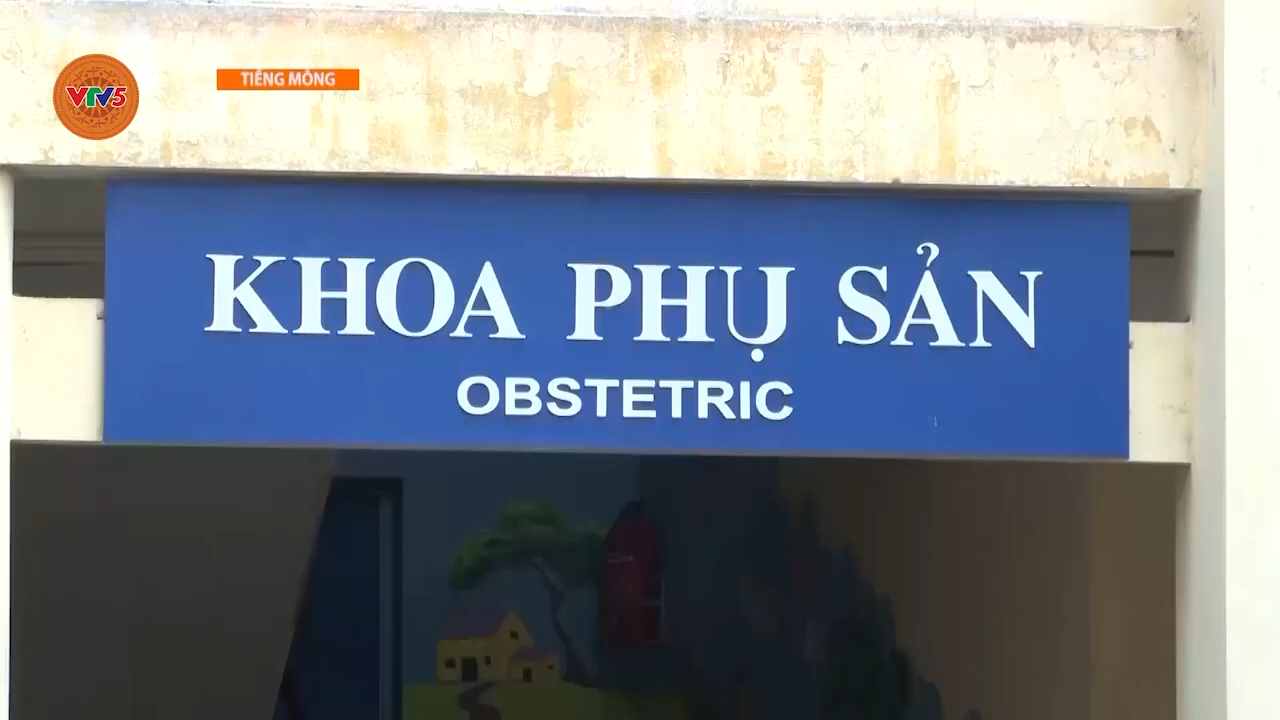 VTV5
TIẾNG MÔNG
KHOA PHỤ SẢN
OBSTETRIC